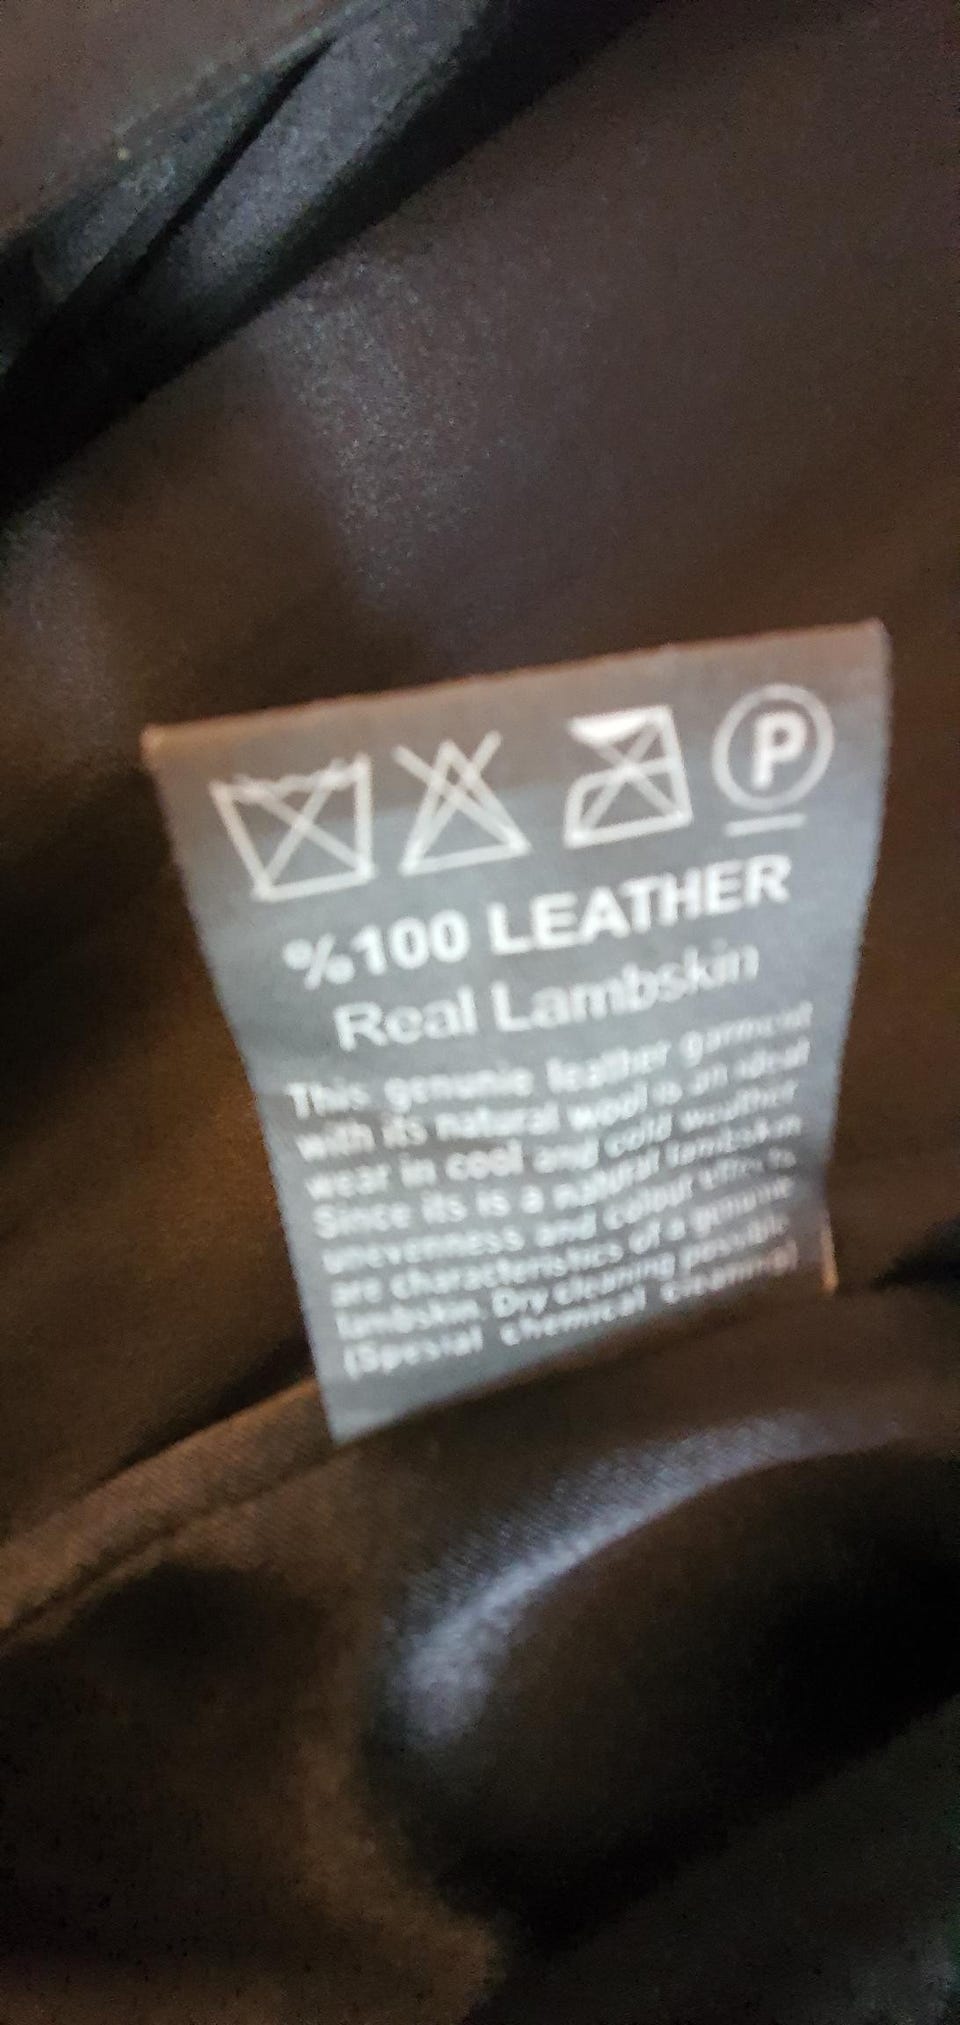 P
%100 LEATHER
Real Lambskin
This genunie leather garment
with its natural wool is an ideal
wear in cool and cold weather
Since its is a natural lambskin
unevenness and colour effects
are characteristics of a genuine
lambskin. Dry cleaning possible
(Spesial chemical cleaning)